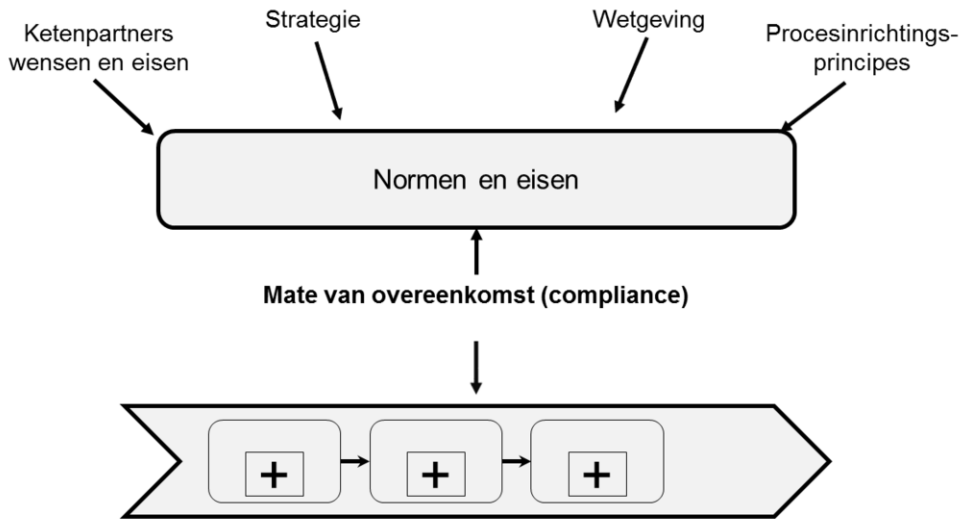 Ketenpartners
wensen en eisen
Strategie
Wetgeving
Procesinrichtings-
principes
Normen en eisen
Mate van overeenkomst (compliance)
+
+
+